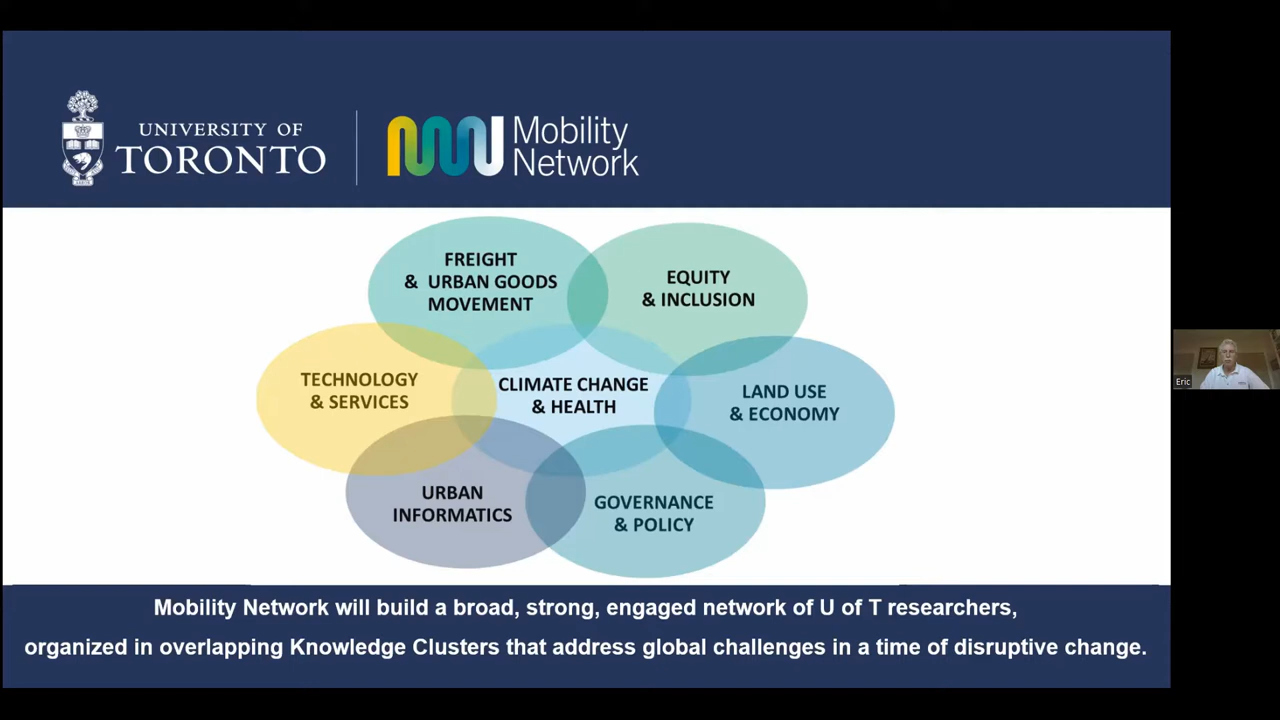 UNIVERSITY OF
TORONTO
Mobility
Network
FREIGHT
& URBAN GOODS
MOVEMENT
EQUITY
& INCLUSION
TECHNOLOGY
& SERVICES
CLIMATE CHANGE
& HEALTH
LAND USE
& ECONOMY
URBAN
INFORMATICS
GOVERNANCE
& POLICY
Eric
Mobility Network will build a broad, strong, engaged network of U of T researchers,
organized in overlapping Knowledge Clusters that address global challenges in a time of disruptive change.